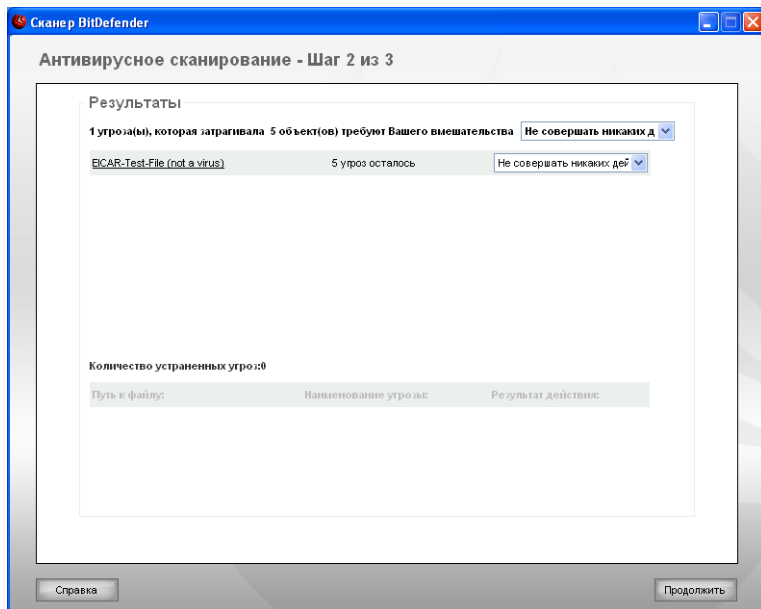 Сканер BitDefender
Антивирусное сканирование - Шаг 2 из 3
Результаты
1 угроза(ы), которая затрагивала 5 объект(ов) требуют Вашего вмешательства Не совершать никаких д
EICAR-Test-File (not a virus) 5 угроз осталось Не совершать никаких дей
Количество устраненных угроз:0
Путь к файлу: Наименование угрозы: Результат действия:
Справка Продолжить